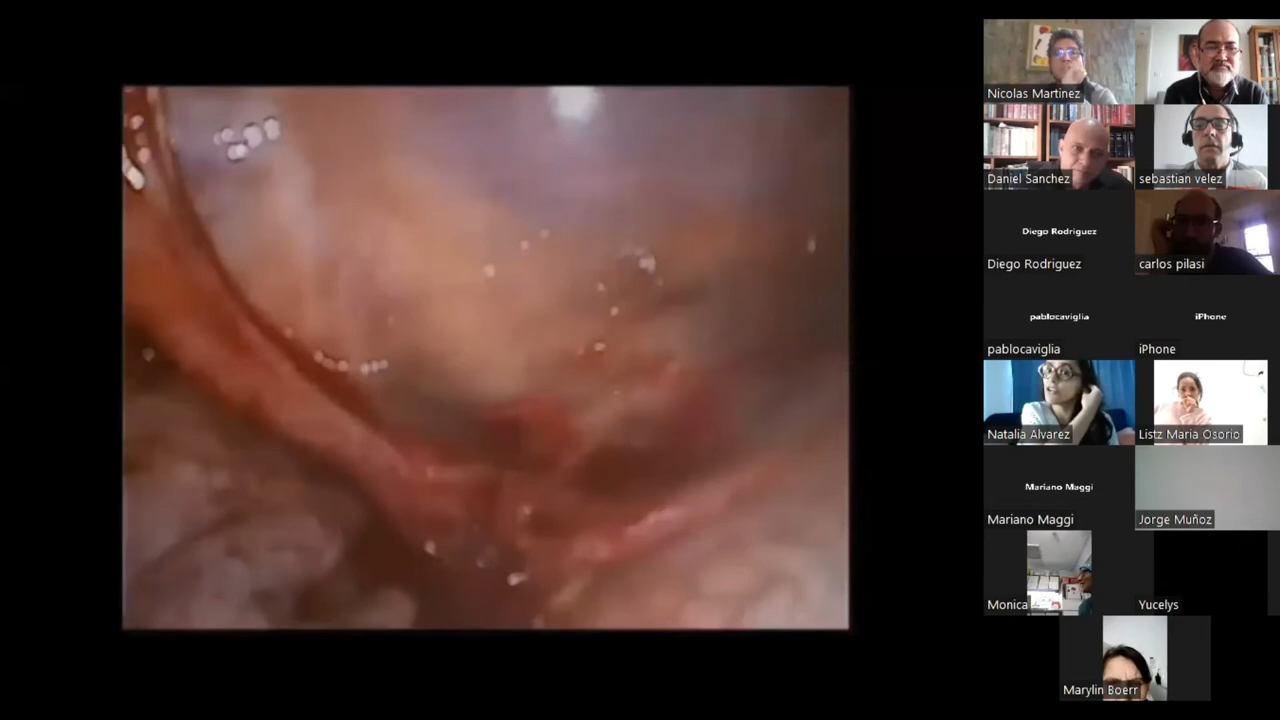 Nicolas Martinez
Daniel Sanchez
sebastian velez
Diego Rodriguez
Diego Rodriguez
carlos pilasi
pablocaviglia
iPhone
pablocaviglia
iPhone
Natalia Alvarez
Listz Maria Osorio
Mariano Maggi
Mariano Maggi
Jorge Muñoz
Monica
Yucelys
Marylin Boerr